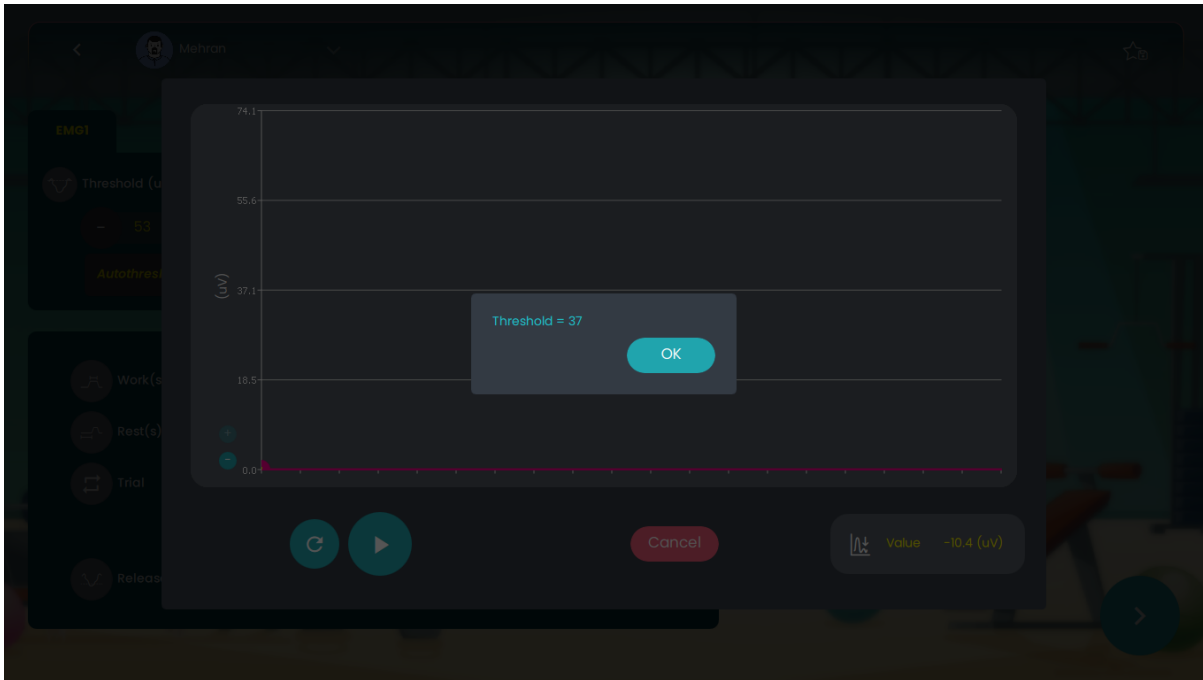 Mehran
EMG1
Threshold (u
- 53
Autothres
Work(s
Rest(s)
Trial
Releas
74.1
55.6
37.1
18.5
0.0
(uV)
+
-
Threshold = 37
OK
Cancel
Value -10.4 (uV)